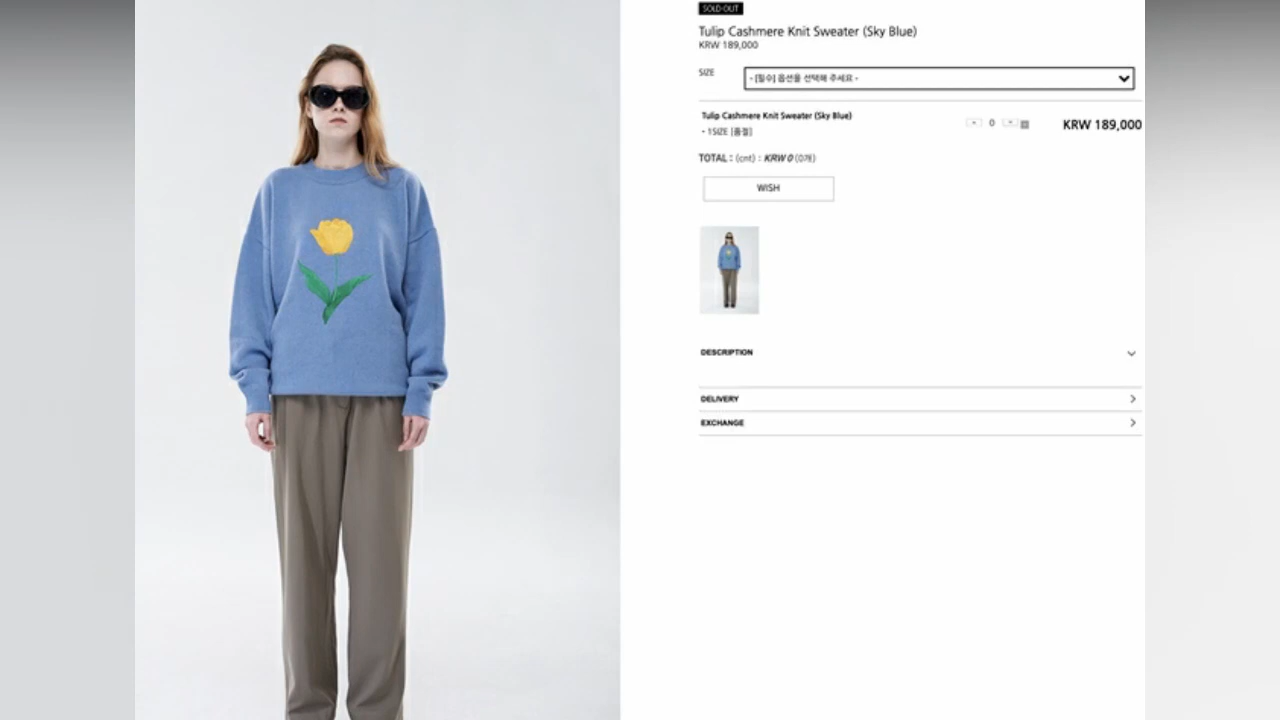 SOLD OUT
Tulip Cashmere Knit Sweater (Sky Blue)
KRW 189,000
SIZE
- [필수] 옵션을 선택해 주세요 -
Tulip Cashmere Knit Sweater (Sky Blue)
- 1SIZE [품절]
0
KRW 189,000
TOTAL : (cnt) : KRW 0 (0개)
WISH
DESCRIPTION
DELIVERY
EXCHANGE